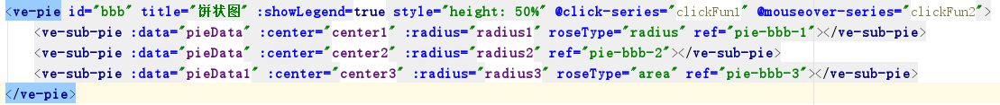 <ve-pie id="bbb" title="饼状图" :showLegend=true style="height: 50%" @click-series="clickFun1" @mouseover-series="clickFun2">
<ve-sub-pie :data="pieData" :center="center1" :radius="radius1" roseType="radius" ref="pie-bbb-1"></ve-sub-pie>
<ve-sub-pie :data="pieData" :center="center2" :radius="radius2" ref="pie-bbb-2"></ve-sub-pie>
<ve-sub-pie :data="pieData1" :center="center3" :radius="radius3" roseType="area" ref="pie-bbb-3"></ve-sub-pie>
</ve-pie>